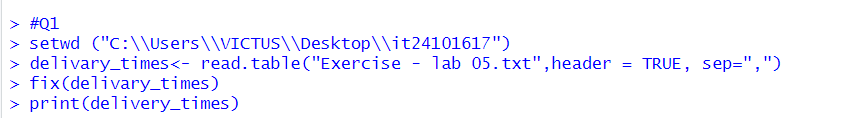 > #Q1
> setwd ("C:\\Users\\VICTUS\\Desktop\\it24101617")
> delivary_times<- read.table("Exercise - lab 05.txt",header = TRUE, sep=",")
> fix(delivary_times)
> print(delivery_times)